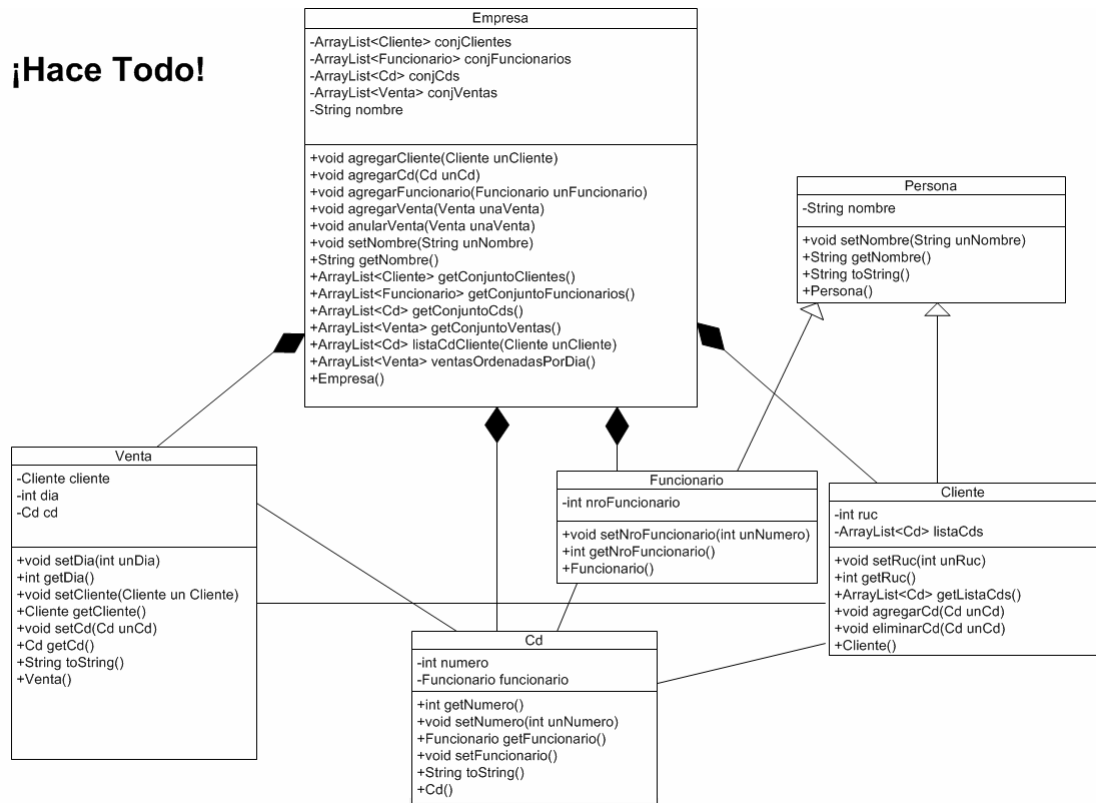 ¡Hace Todo!
Empresa
-ArrayList<Cliente> conjClientes
-ArrayList<Funcionario> conjFuncionarios
-ArrayList<Cd> conjCds
-ArrayList<Venta> conjVentas
-String nombre
+void agregarCliente(Cliente unCliente)
+void agregarCd(Cd unCd)
+void agregarFuncionario(Funcionario unFuncionario)
+void agregarVenta(Venta unaVenta)
+void anularVenta(Venta unaVenta)
+void setNombre(String unNombre)
+String getNombre()
+ArrayList<Cliente> getConjuntoClientes()
+ArrayList<Funcionario> getConjuntoFuncionarios()
+ArrayList<Cd> getConjuntoCds()
+ArrayList<Venta> getConjuntoVentas()
+ArrayList<Cd> listaCdCliente(Cliente unCliente)
+ArrayList<Venta> ventasOrdenadasPorDia()
+Empresa()
Persona
-String nombre
+void setNombre(String unNombre)
+String getNombre()
+String toString()
+Persona()
Venta
-Cliente cliente
-int dia
-Cd cd
+void setDia(int unDia)
+int getDia()
+void setCliente(Cliente un Cliente)
+Cliente getCliente()
+void setCd(Cd unCd)
+Cd getCd()
+String toString()
+Venta()
Funcionario
-int nroFuncionario
+void setNroFuncionario(int unNumero)
+int getNroFuncionario()
+Funcionario()
Cliente
-int ruc
-ArrayList<Cd> listaCds
+void setRuc(int unRuc)
+int getRuc()
+ArrayList<Cd> getListaCds()
+void agregarCd(Cd unCd)
+void eliminarCd(Cd unCd)
+Cliente()
Cd
-int numero
-Funcionario funcionario
+int getNumero()
+void setNumero(int unNumero)
+Funcionario getFuncionario()
+void setFuncionario()
+String toString()
+Cd()